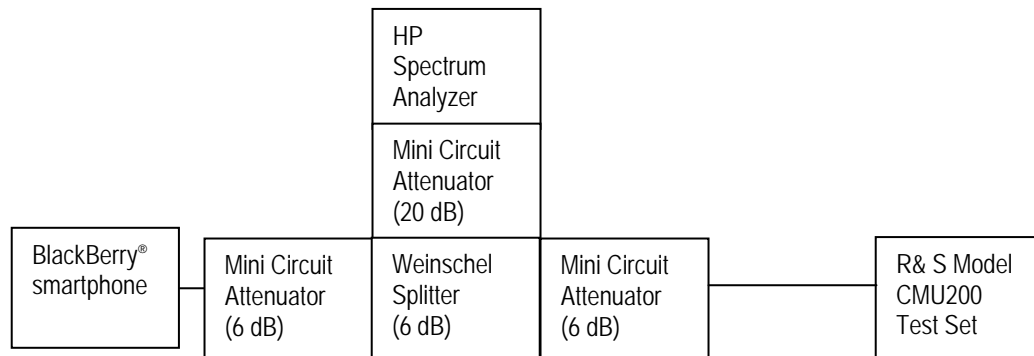 HP
Spectrum
Analyzer
Mini Circuit
Attenuator
(20 dB)
BlackBerry®
smartphone
Mini Circuit
Attenuator
(6 dB)
Weinschel
Splitter
(6 dB)
Mini Circuit
Attenuator
(6 dB)
R& S Model
CMU200
Test Set